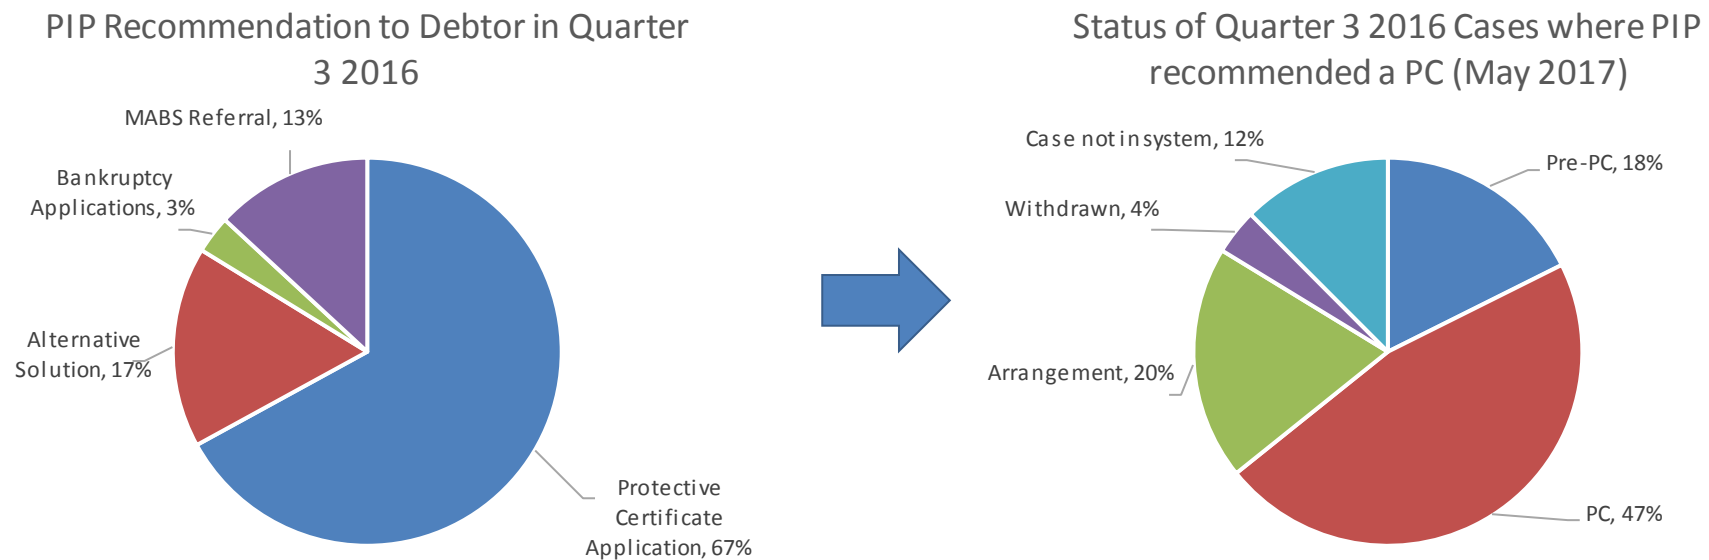 PIP Recommendation to Debtor in Quarter
3 2016
MABS Referral, 13%
Bankruptcy
Applications, 3%
Alternative
Solution, 17%
Protective
Certificate
Application, 67%
Status of Quarter 3 2016 Cases where PIP
recommended a PC (May 2017)
Case not in system, 12%
Pre-PC, 18%
Withdrawn, 4%
Arrangement, 20%
PC, 47%